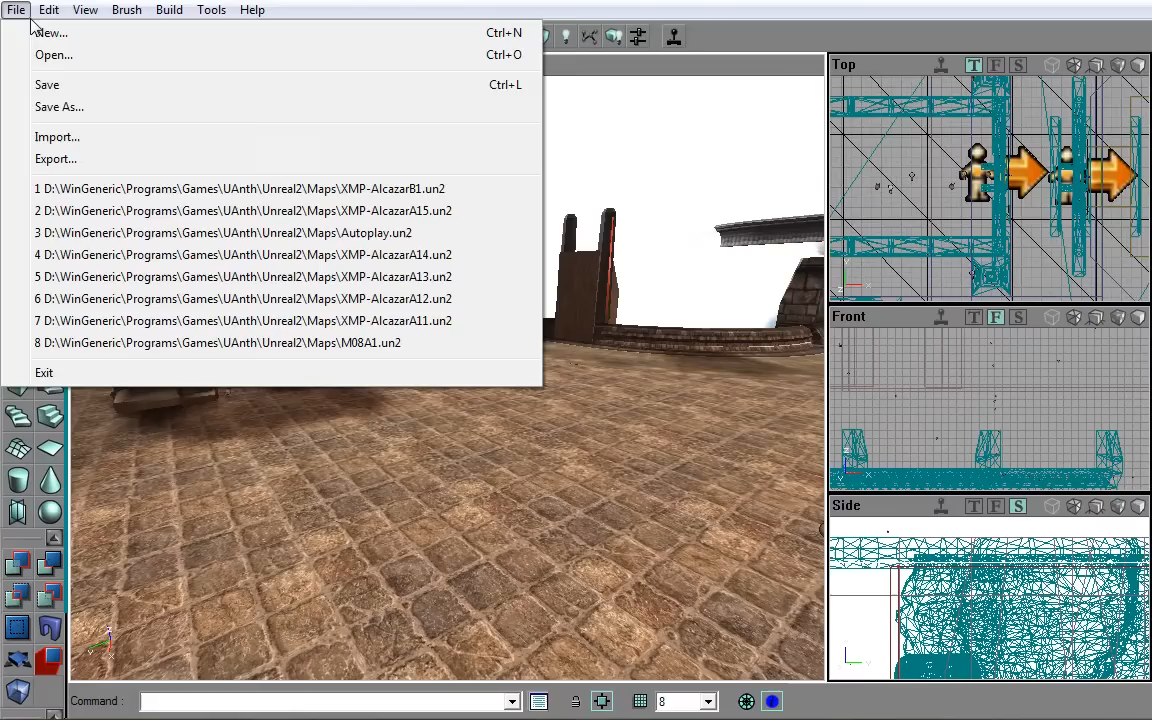 File Edit View Brush Build Tools Help
New... Ctrl+N
Open... Ctrl+O
Save Ctrl+L
Save As...
Import...
Export...
1 D:\WinGeneric\Programs\Games\UAnth\Unreal2\Maps\XMP-AlcazarB1.un2
2 D:\WinGeneric\Programs\Games\UAnth\Unreal2\Maps\XMP-AlcazarA15.un2
3 D:\WinGeneric\Programs\Games\UAnth\Unreal2\Maps\Autoplay.un2
4 D:\WinGeneric\Programs\Games\UAnth\Unreal2\Maps\XMP-AlcazarA14.un2
5 D:\WinGeneric\Programs\Games\UAnth\Unreal2\Maps\XMP-AlcazarA13.un2
6 D:\WinGeneric\Programs\Games\UAnth\Unreal2\Maps\XMP-AlcazarA12.un2
7 D:\WinGeneric\Programs\Games\UAnth\Unreal2\Maps\XMP-AlcazarA11.un2
8 D:\WinGeneric\Programs\Games\UAnth\Unreal2\Maps\M08A1.un2
Exit
Top T F S
Front T F S
Side T F S
Command : 8